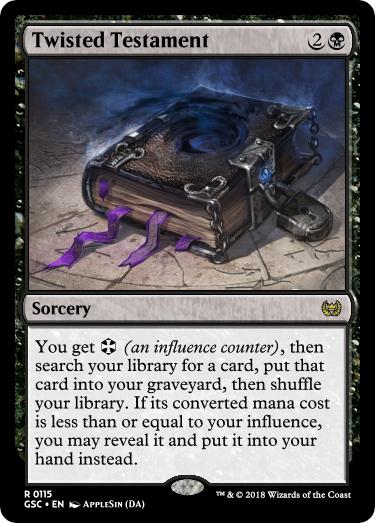 Twisted Testament 2
Sorcery
You get (an influence counter), then
search your library for a card, put that
card into your graveyard, then shuffle
your library. If its converted mana cost
is less than or equal to your influence,
you may reveal it and put it into your
hand instead.
R 0115
GSC • EN AppleSin (DA)
™ & © 2018 Wizards of the Coast